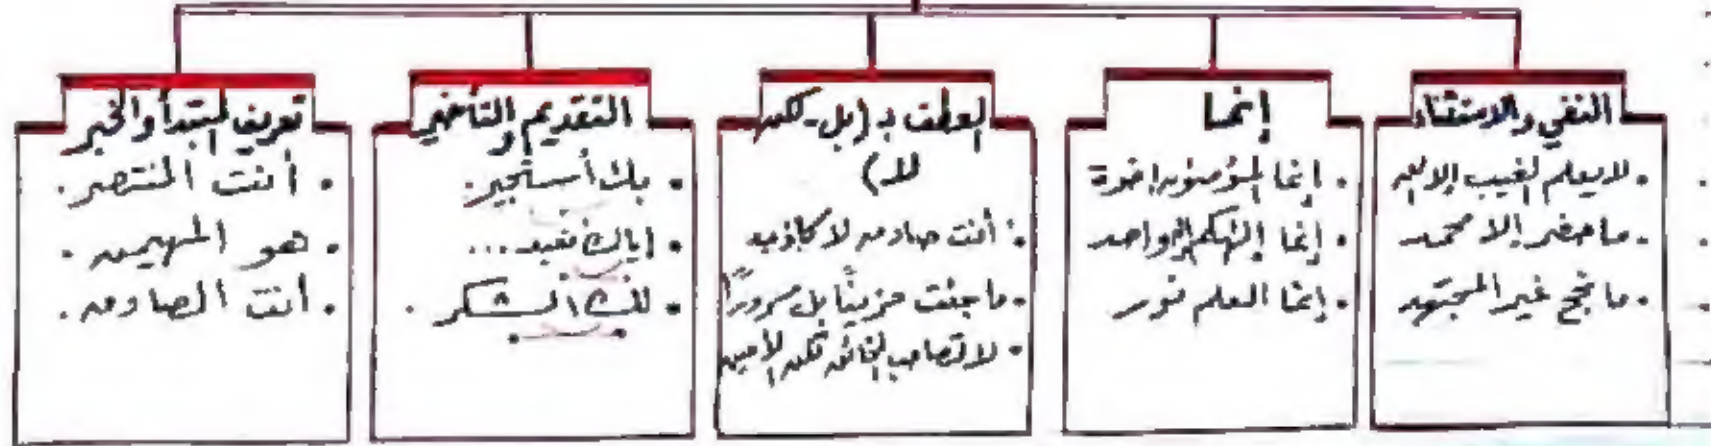 النفي والاستثناء
. لا يعلم الغيب إلا الله
. ما حضر إلا محمد
. ما نجح غير المجتهد
إنما
. إنما المؤمنون إخوة
. إنما إلهكم إله واحد
. إنما العلم نور
العطف بـ (بل - لكن
لا)
. أنت صادق لا كاذب
. ما جئت حزينًا بل مسرورًا
. لا تصاحب الخائن لكن الأمين
التقديم والتأخير
. بك أستجير.
. إياك نعبد...
. لك الشكر.
تعريف المبتدأ والخبر
. أنت المنتصر.
. هو المهيمن.
. أنت الصادق.